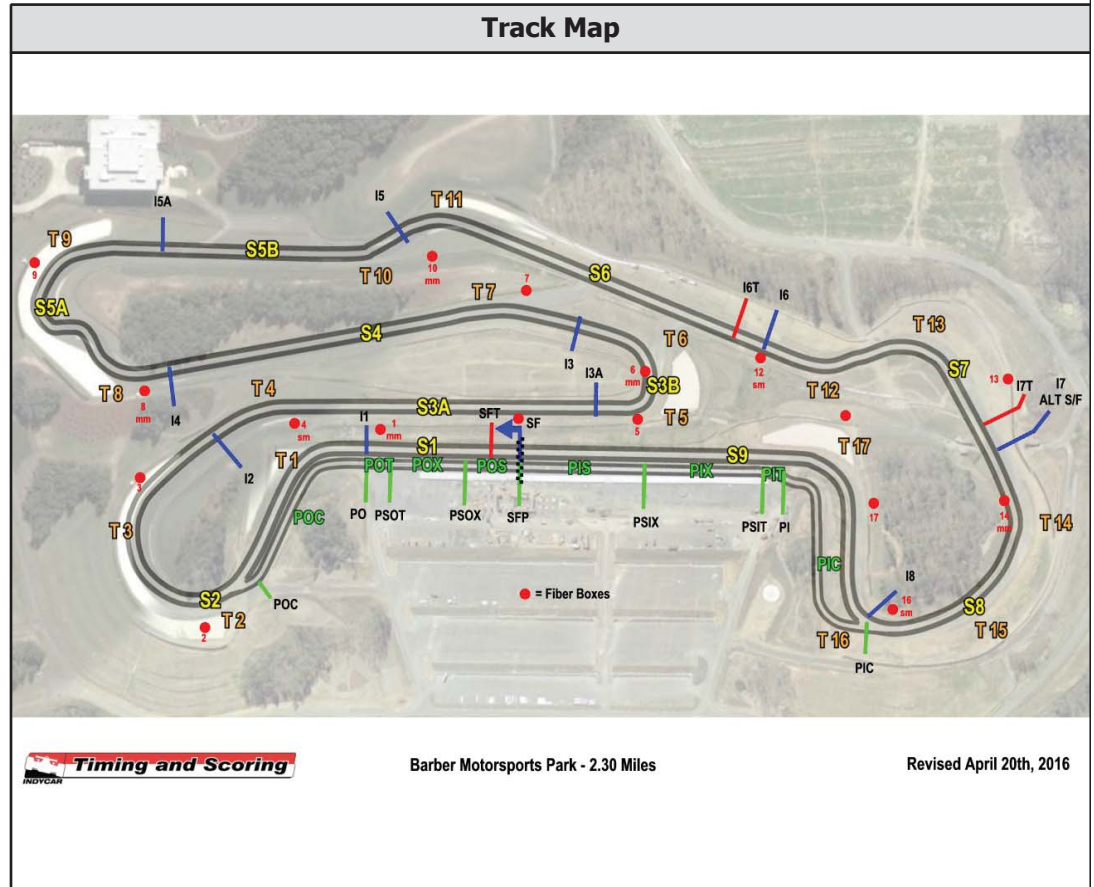 Track Map
T 11
I5
I5A
T 9
S5B
9
T 10
10
mm
7
T 7
S6
I6T
I6
S5A
S4
T 6
T 13
I3
6
mm
12
sm
S7
13
I7T
I7
ALT S/F
T 8
8
mm
I4
T 4
I3A
S3B
T 12
S3A
SFT
SF
T 5
5
T 17
4
sm
I1
1
mm
T 1
S1
S9
I2
3
POT
POX
POS
PIS
PIX
PIT
T 3
POC
PO
PSOT
PSOX
SFP
PSIX
PSIT
PI
17
14
mm
T 14
PIC
I8
= Fiber Boxes
S2
POC
T 2
2
16
sm
S8
T 15
T 16
PIC
INDYCAR
Timing and Scoring
Barber Motorsports Park - 2.30 Miles
Revised April 20th, 2016